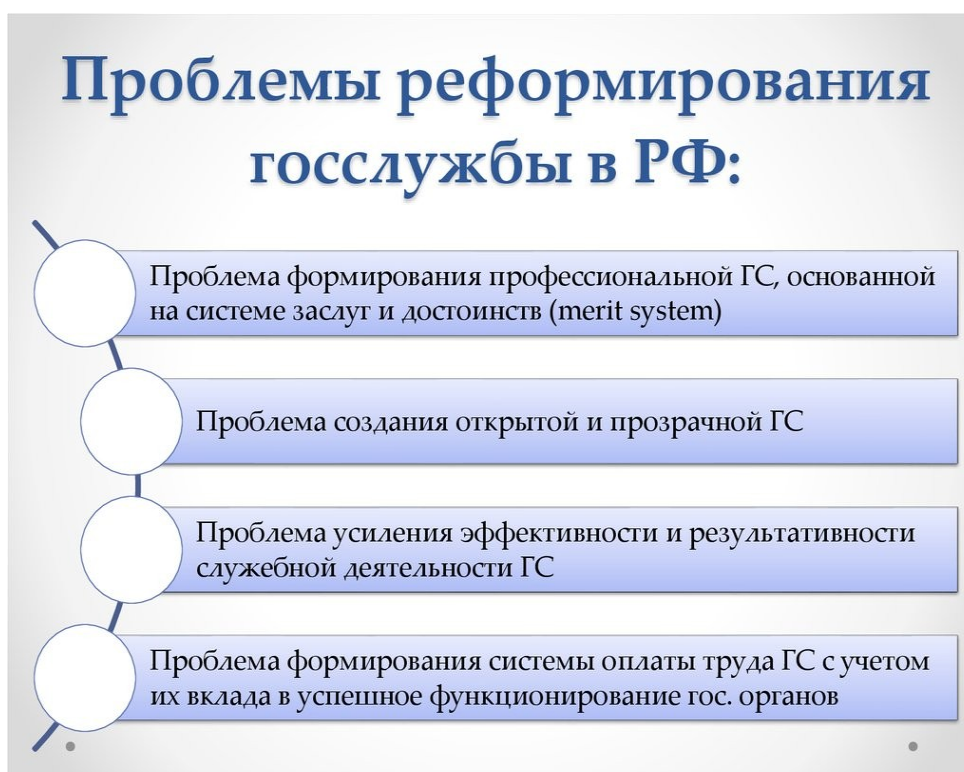 Проблемы реформирования
госслужбы в РФ:
Проблема формирования профессиональной ГС, основанной
на системе заслуг и достоинств (merit system)
Проблема создания открытой и прозрачной ГС
Проблема усиления эффективности и результативности
служебной деятельности ГС
Проблема формирования системы оплаты труда ГС с учетом
их вклада в успешное функционирование гос. органов